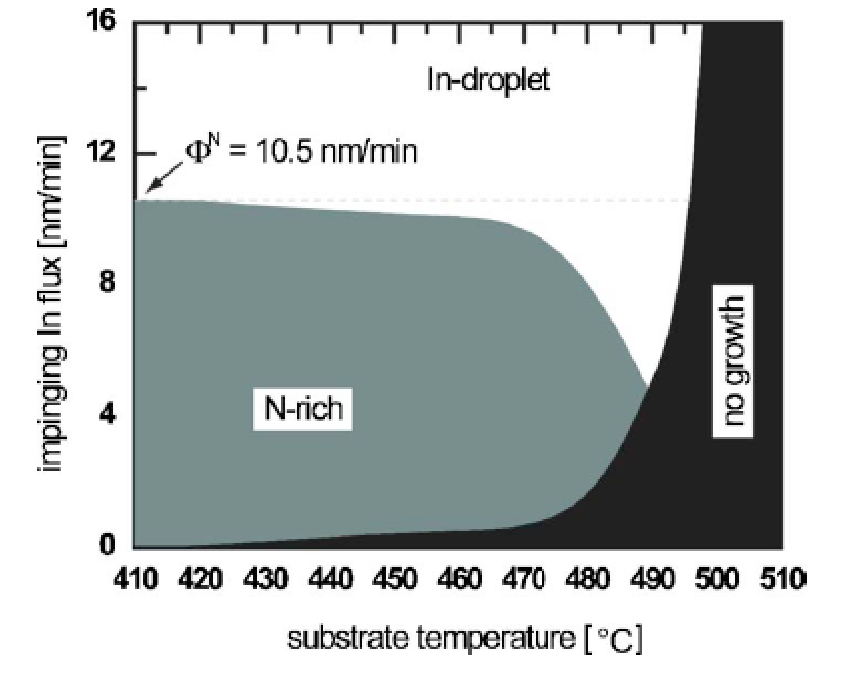 16
In-droplet
12
Φᴺ = 10.5 nm/min
8
no growth
N-rich
4
0
impinging In flux [nm/min]
410 420 430 440 450 460 470 480 490 500 510
substrate temperature [°C]